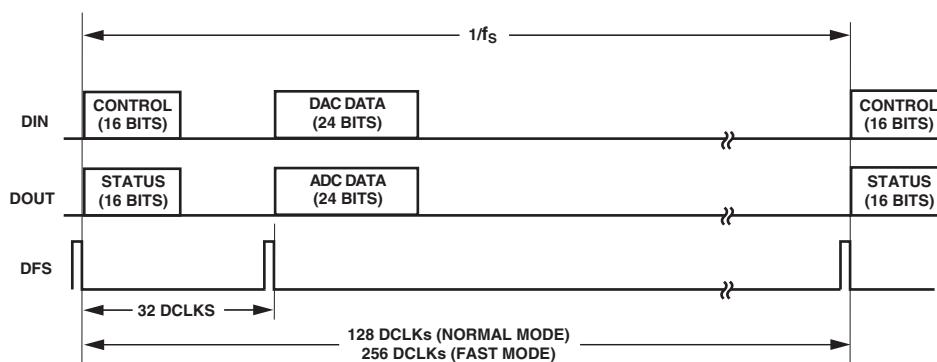 1/fS
DIN
CONTROL
(16 BITS)
DAC DATA
(24 BITS)
CONTROL
(16 BITS)
DOUT
STATUS
(16 BITS)
ADC DATA
(24 BITS)
STATUS
(16 BITS)
DFS
32 DCLKS
128 DCLKs (NORMAL MODE)
256 DCLKs (FAST MODE)